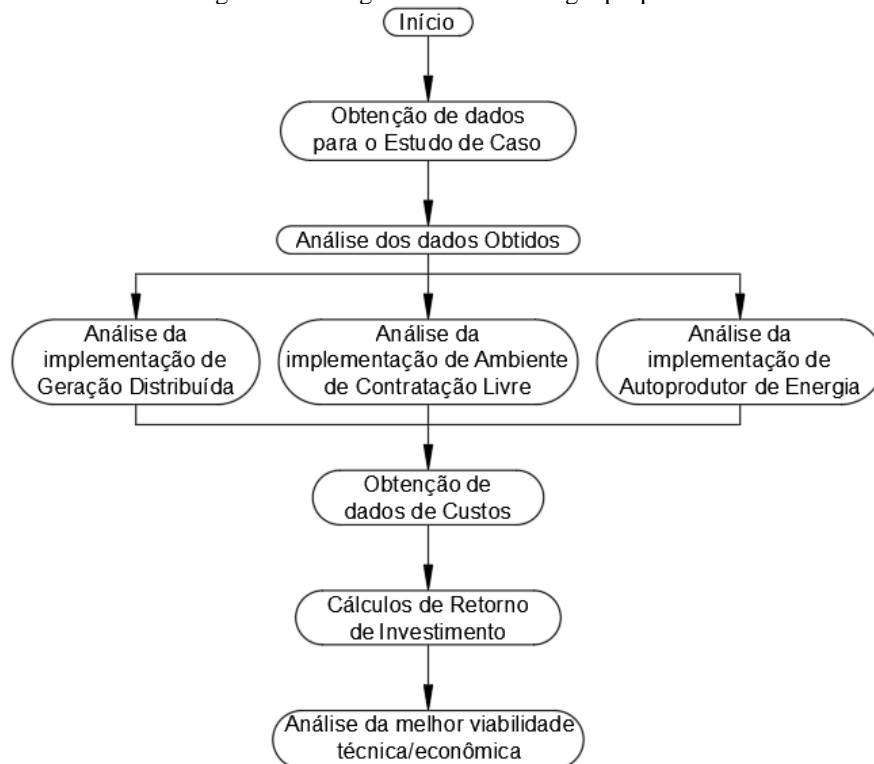 Início
Obtenção de dados
para o Estudo de Caso
Análise dos dados Obtidos
Análise da
implementação de
Geração Distribuída
Análise da
implementação de Ambiente
de Contratação Livre
Análise da
implementação de
Autoprodutor de Energia
Obtenção de
dados de Custos
Cálculos de Retorno
de Investimento
Análise da melhor viabilidade
técnica/econômica